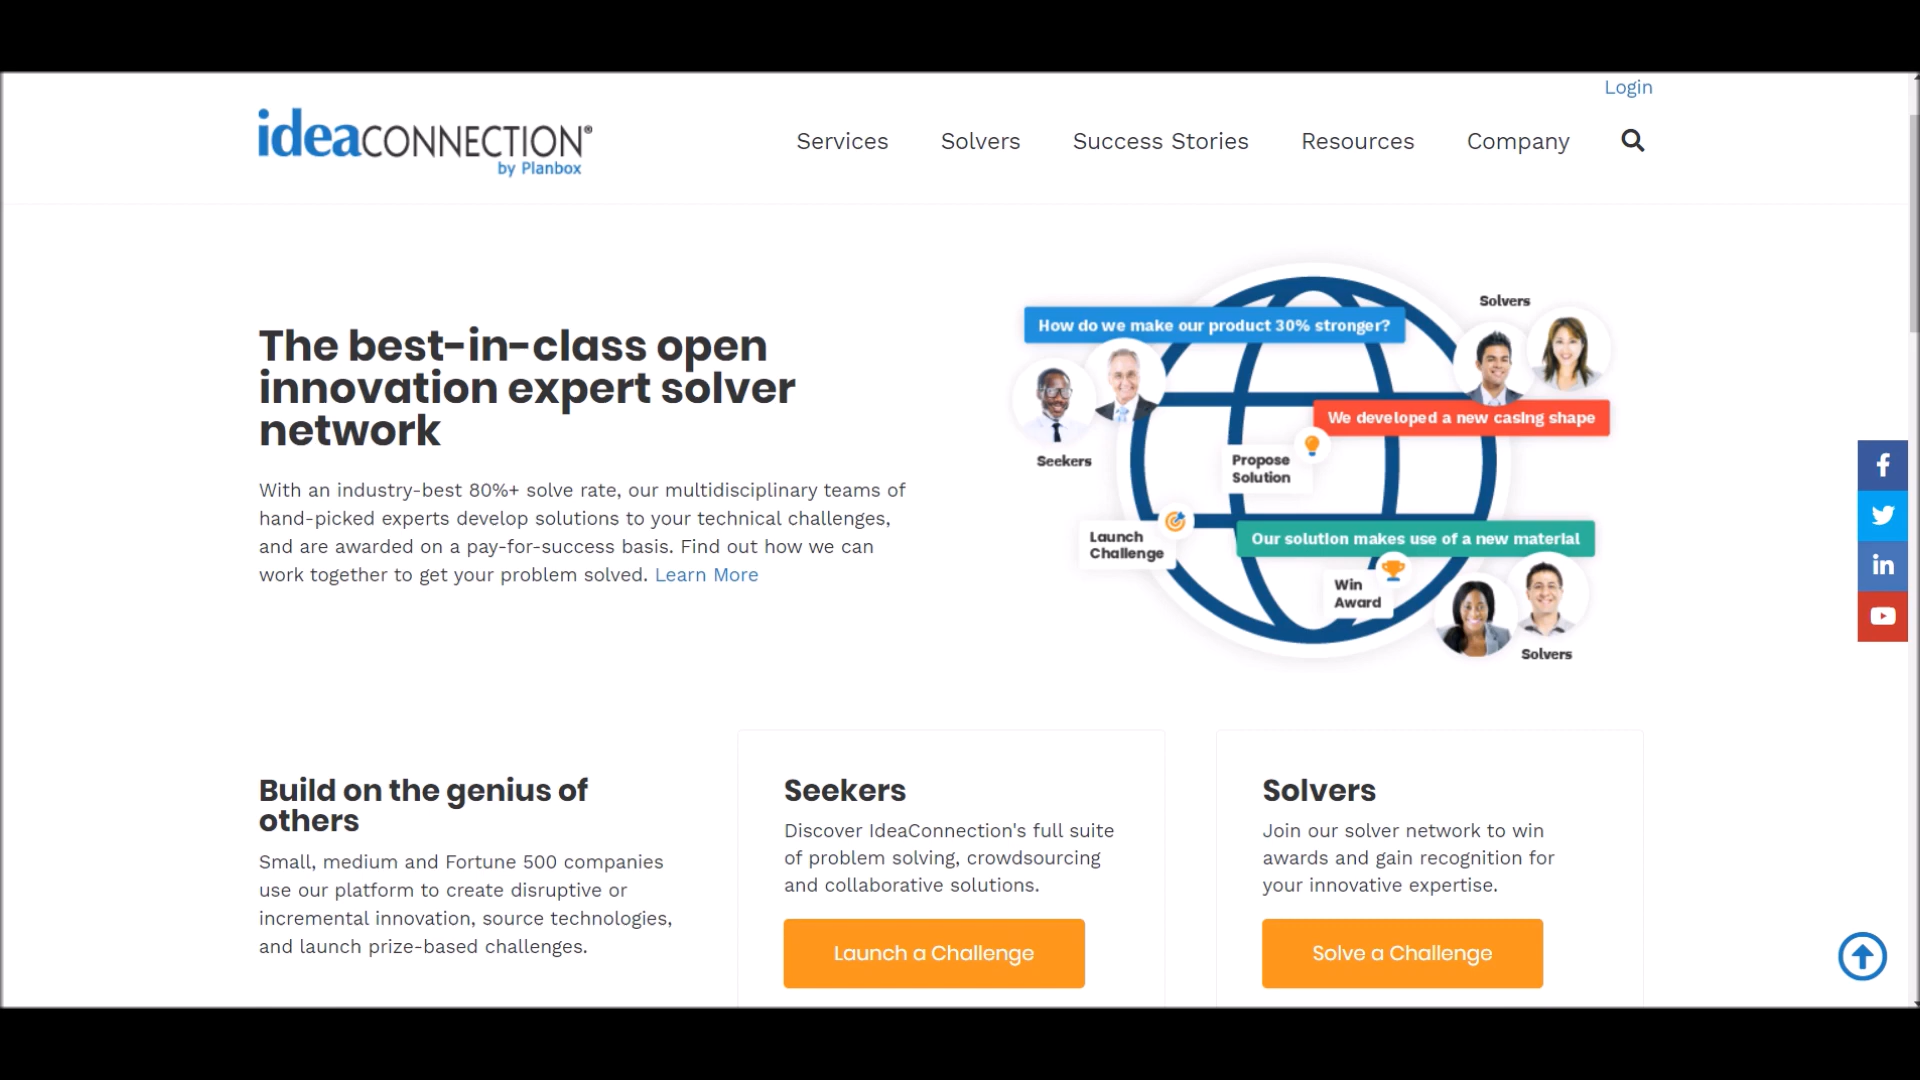 Login
ideaCONNECTION®
by Planbox
Services Solvers Success Stories Resources Company
The best-in-class open
innovation expert solver
network
With an industry-best 80%+ solve rate, our multidisciplinary teams of
hand-picked experts develop solutions to your technical challenges,
and are awarded on a pay-for-success basis. Find out how we can
work together to get your problem solved. Learn More
Solvers
How do we make our product 30% stronger?
We developed a new casing shape
Seekers
Propose
Solution
Launch
Challenge
Our solution makes use of a new material
Win
Award
Solvers
Build on the genius of
others
Small, medium and Fortune 500 companies
use our platform to create disruptive or
incremental innovation, source technologies,
and launch prize-based challenges.
Seekers
Discover IdeaConnection's full suite
of problem solving, crowdsourcing
and collaborative solutions.
Launch a Challenge
Solvers
Join our solver network to win
awards and gain recognition for
your innovative expertise.
Solve a Challenge